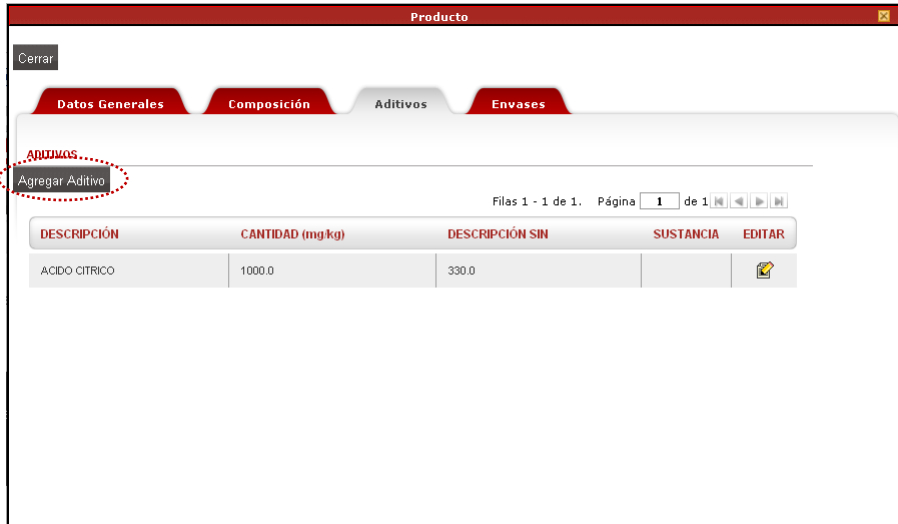 Producto
Cerrar
Datos Generales Composición Aditivos Envases
ADITIVOS
Agregar Aditivo
Filas 1 - 1 de 1. Página 1 de 1
DESCRIPCIÓN CANTIDAD (mg/kg) DESCRIPCIÓN SIN SUSTANCIA EDITAR
ACIDO CITRICO 1000.0 330.0